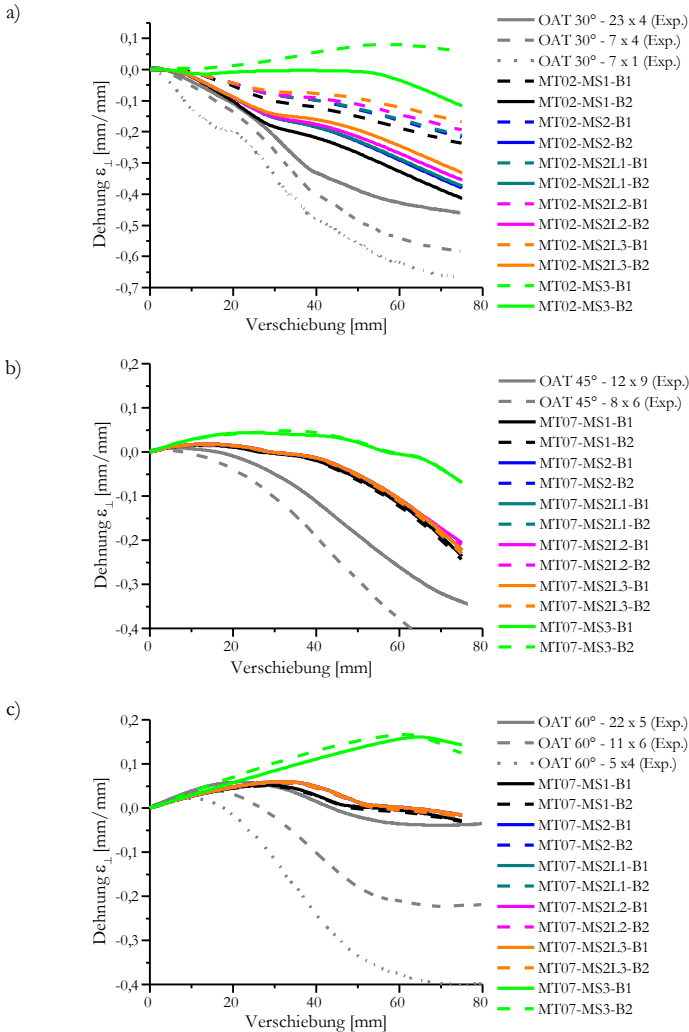 a)
Dehnung ε⊥ [mm/mm]
0,1
0,0
-0,1
-0,2
-0,3
-0,4
-0,5
-0,6
-0,7
0 20 40 60 80
Verschiebung [mm]
OAT 30° - 23 x 4 (Exp.)
OAT 30° - 7 x 4 (Exp.)
OAT 30° - 7 x 1 (Exp.)
MT02-MS1-B1
MT02-MS1-B2
MT02-MS2-B1
MT02-MS2-B2
MT02-MS2L1-B1
MT02-MS2L1-B2
MT02-MS2L2-B1
MT02-MS2L2-B2
MT02-MS2L3-B1
MT02-MS2L3-B2
MT02-MS3-B1
MT02-MS3-B2
b)
Dehnung ε⊥ [mm/mm]
0,2
0,1
0,0
-0,1
-0,2
-0,3
-0,4
0 20 40 60 80
Verschiebung [mm]
OAT 45° - 12 x 9 (Exp.)
OAT 45° - 8 x 6 (Exp.)
MT07-MS1-B1
MT07-MS1-B2
MT07-MS2-B1
MT07-MS2-B2
MT07-MS2L1-B1
MT07-MS2L1-B2
MT07-MS2L2-B1
MT07-MS2L2-B2
MT07-MS2L3-B1
MT07-MS2L3-B2
MT07-MS3-B1
MT07-MS3-B2
c)
Dehnung ε⊥ [mm/mm]
0,2
0,1
0,0
-0,1
-0,2
-0,3
-0,4
0 20 40 60 80
Verschiebung [mm]
OAT 60° - 22 x 5 (Exp.)
OAT 60° - 11 x 6 (Exp.)
OAT 60° - 5 x4 (Exp.)
MT07-MS1-B1
MT07-MS1-B2
MT07-MS2-B1
MT07-MS2-B2
MT07-MS2L1-B1
MT07-MS2L1-B2
MT07-MS2L2-B1
MT07-MS2L2-B2
MT07-MS2L3-B1
MT07-MS2L3-B2
MT07-MS3-B1
MT07-MS3-B2